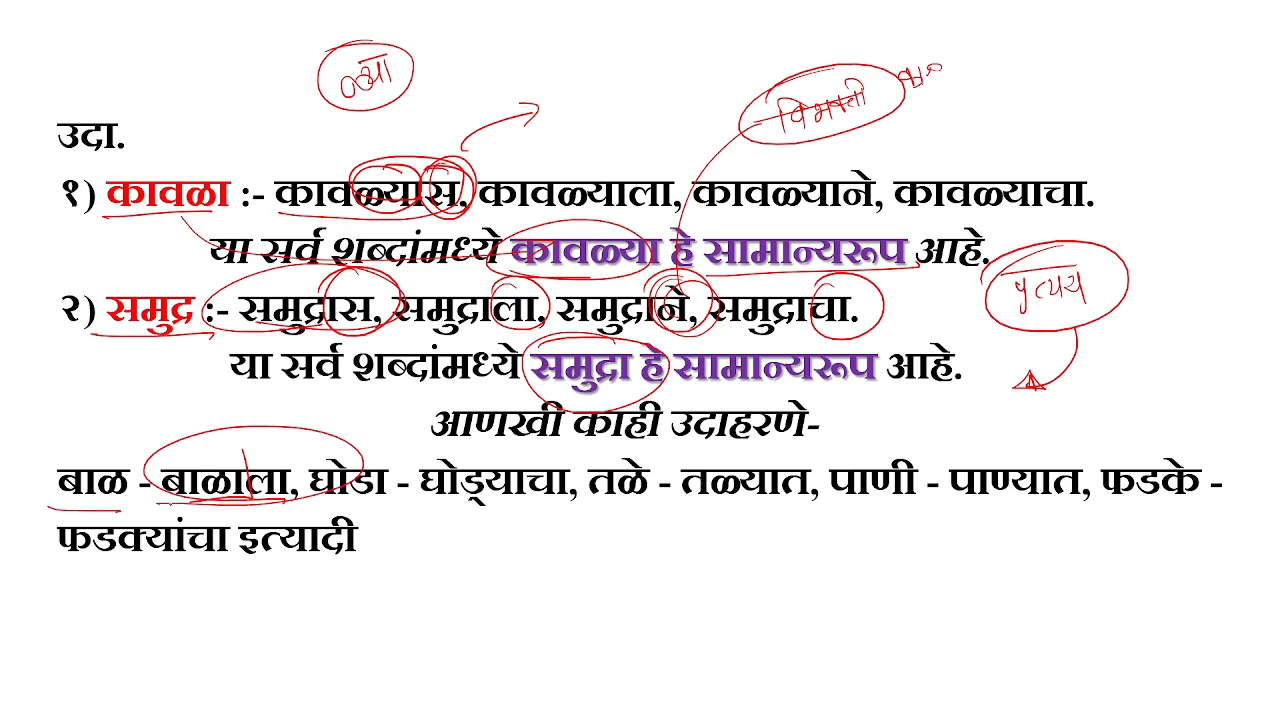 ळ्या
विभक्ती
उदा.
१) कावळा :- कावळ्यास, कावळ्याला, कावळ्याने, कावळ्याचा.
या सर्व शब्दांमध्ये कावळ्या हे सामान्यरूप आहे.
२) समुद्र :- समुद्रास, समुद्राला, समुद्राने, समुद्राचा.
प्रत्यय
या सर्व शब्दांमध्ये समुद्रा हे सामान्यरूप आहे.
आणखी काही उदाहरणे-
बाळ - बाळाला, घोडा - घोड्याचा, तळे - तळ्यात, पाणी - पाण्यात, फडके -
फडक्यांचा इत्यादी